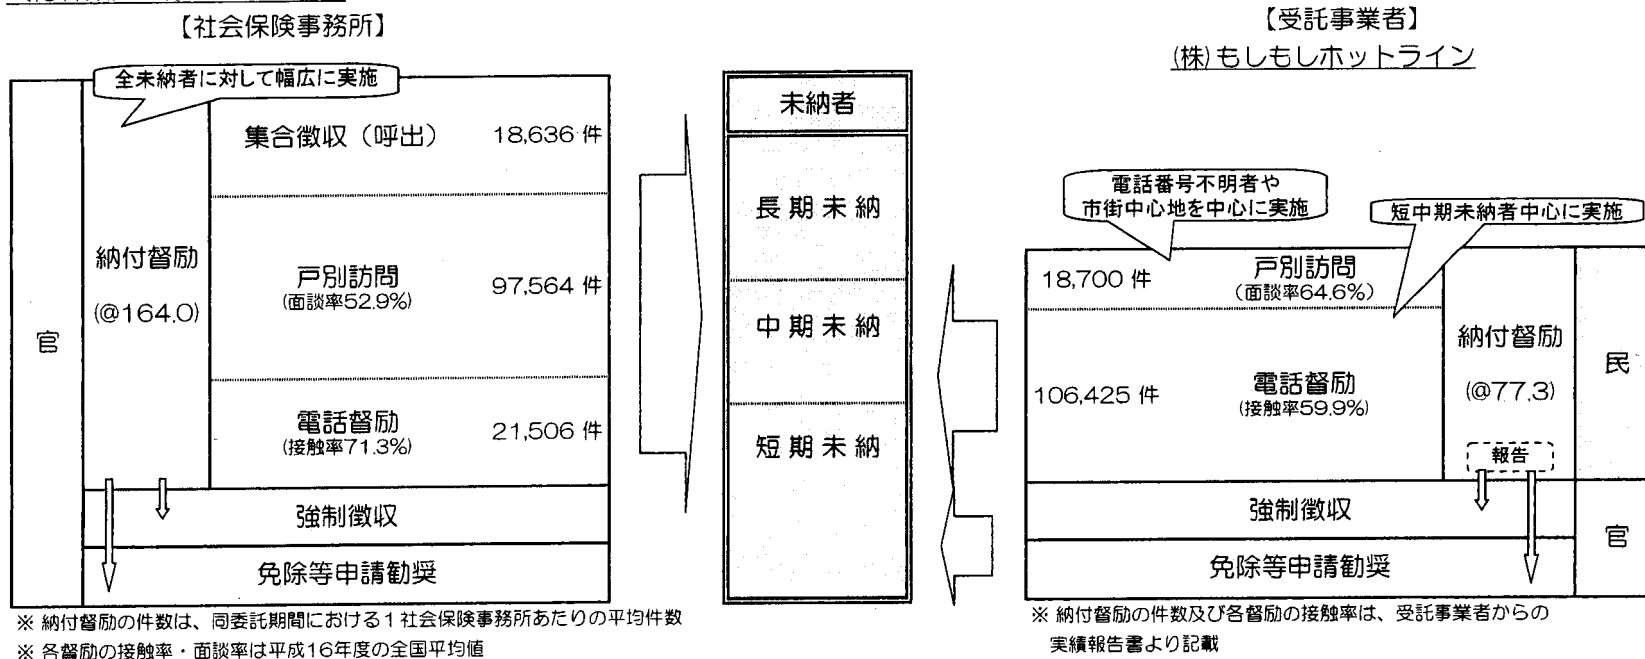 【社会保険事務所】
全未納者に対して幅広に実施
官
納付督励
(@164.0)
集合徴収（呼出） 18,636 件
戸別訪問 97,564 件
(面談率52.9%)
電話督励 21,506 件
(接触率71.3%)
強制徴収
免除等申請勧奨
※ 納付督励の件数は、同委託期間における1社会保険事務所あたりの平均件数
※ 各督励の接触率・面談率は平成16年度の全国平均値
未納者
長期未納
中期未納
短期未納
【受託事業者】
(株)もしもしホットライン
電話番号不明者や
市街中心地を中心に実施
短中期未納者中心に実施
18,700 件 戸別訪問
（面談率64.6%）
106,425 件 電話督励
(接触率59.9%)
納付督励
(@77.3)
報告
民
強制徴収
免除等申請勧奨
官
※ 納付督励の件数及び各督励の接触率は、受託事業者からの
実績報告書より記載